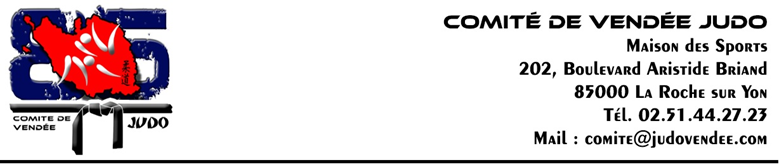 85
COMITE DE
VENDÉE
JUDO
COMITÉ DE VENDÉE JUDO
Maison des Sports
202, Boulevard Aristide Briand
85000 La Roche sur Yon
Tél. 02.51.44.27.23
Mail : comite@judovendee.com